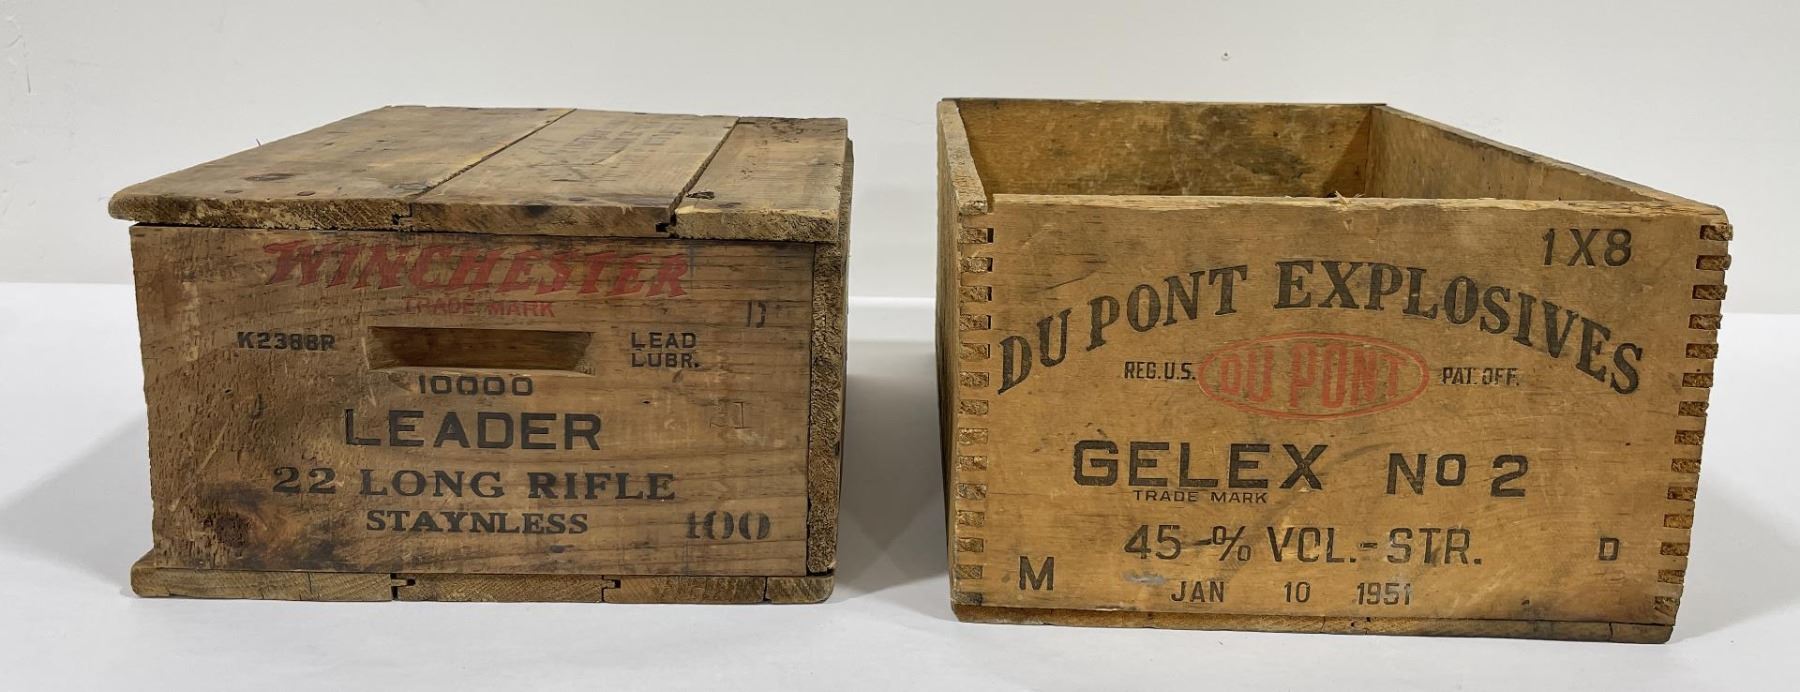 WINCHESTER
TRADE MARK
K2388R
LEAD
LUBR.
10000
LEADER
22 LONG RIFLE
STAYNLESS
100
1X8
DU PONT EXPLOSIVES
REG. U.S. DU PONT PAT. OFF.
GELEX NO 2
TRADE MARK
45-% VOL.-STR.
M D
JAN 10 1951